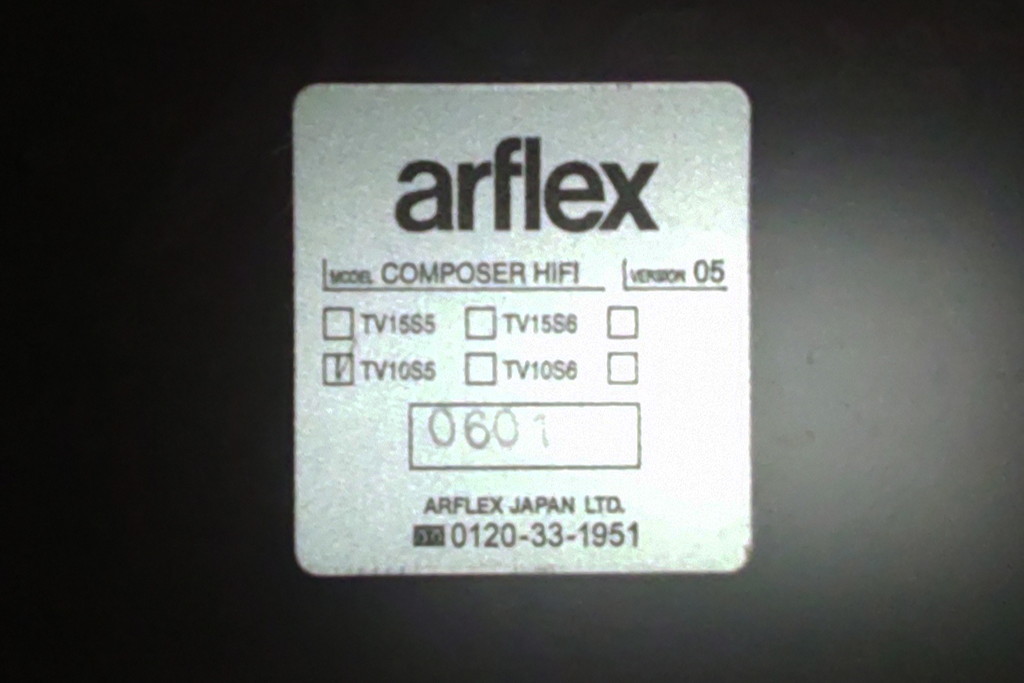 arflex
MODEL COMPOSER HIFI VERSION 05
TV15S5 TV15S6
TV10S5 TV10S6
0601
ARFLEX JAPAN LTD.
0120-33-1951